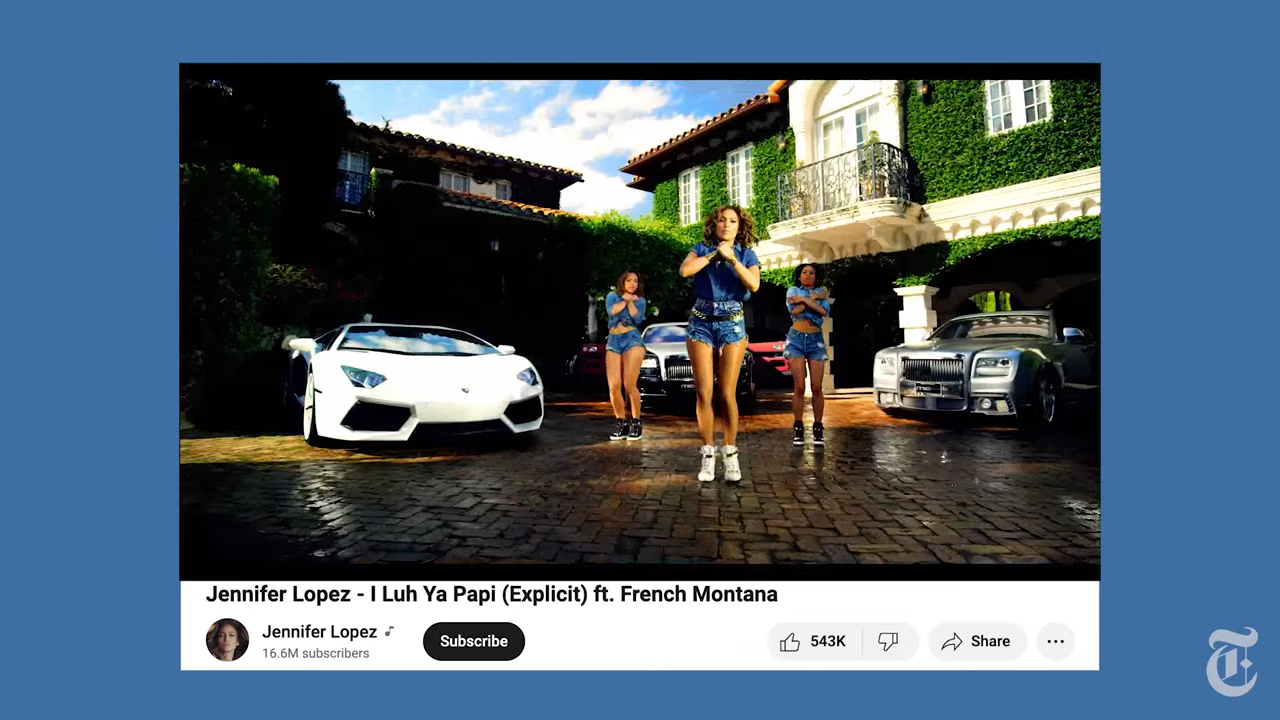 Jennifer Lopez - I Luh Ya Papi (Explicit) ft. French Montana
Jennifer Lopez
16.6M subscribers
Subscribe
543K
Share
T